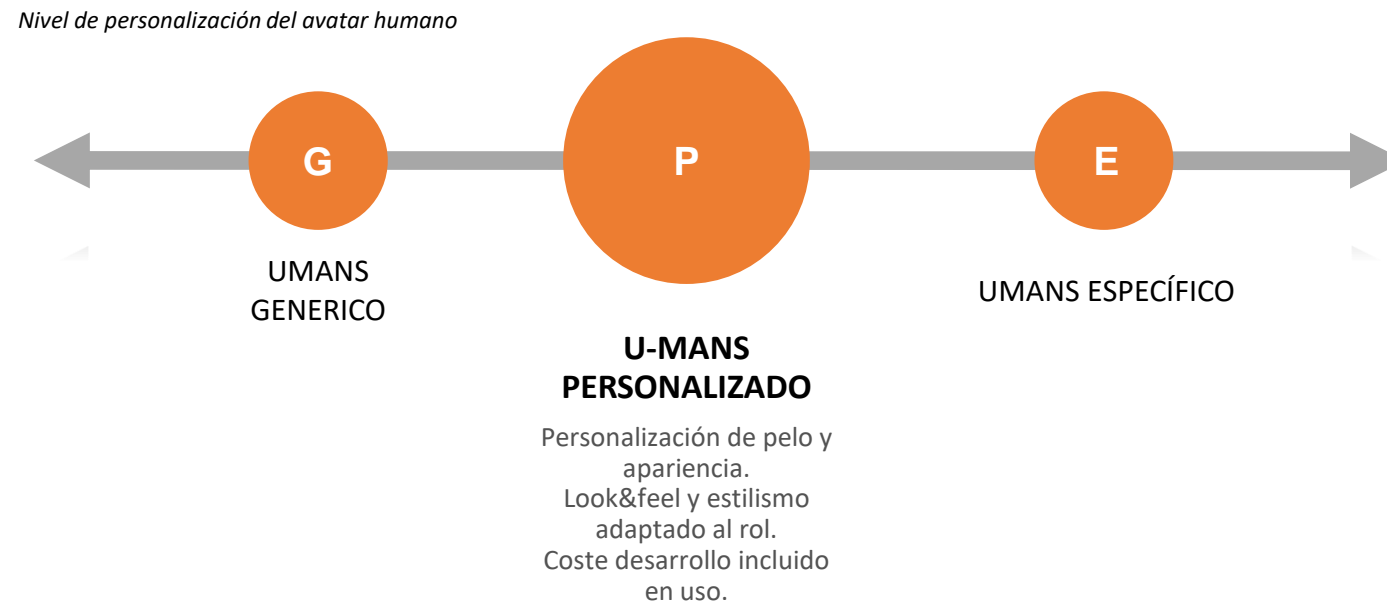 Nivel de personalización del avatar humano
G
P
E
UMANS
GENERICO
UMANS ESPECÍFICO
U-MANS
PERSONALIZADO
Personalización de pelo y
apariencia.
Look&feel y estilismo
adaptado al rol.
Coste desarrollo incluido
en uso.